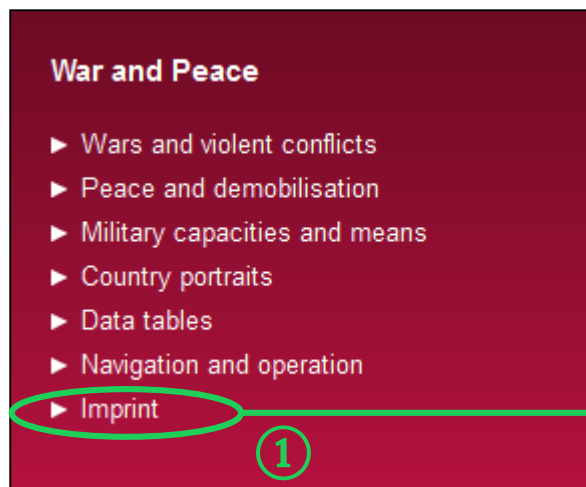 War and Peace
► Wars and violent conflicts
► Peace and demobilisation
► Military capacities and means
► Country portraits
► Data tables
► Navigation and operation
► Imprint
①